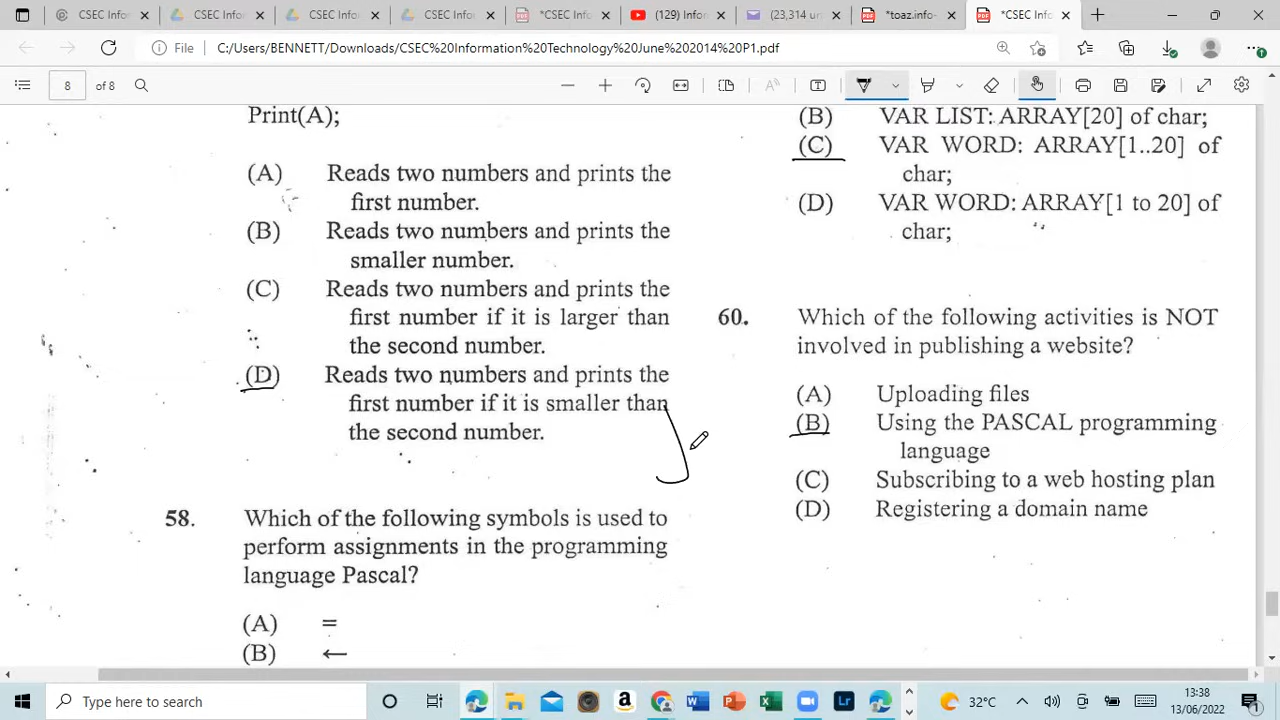 CSEC Infor
CSEC Infor
CSEC Infor
CSEC Infor
*CSEC Info
(129) Infor
(23,314 un
*toaz.info-
*CSEC Info
File
C:/Users/BENNETT/Downloads/CSEC%20Information%20Technology%20June%202014%20P1.pdf
8 of 8
Print(A);
(A) Reads two numbers and prints the
first number.
(B) Reads two numbers and prints the
smaller number.
(C) Reads two numbers and prints the
first number if it is larger than
the second number.
(D) Reads two numbers and prints the
first number if it is smaller than
the second number.
58. Which of the following symbols is used to
perform assignments in the programming
language Pascal?
(A) =
(B) ←
(B) VAR LIST: ARRAY[20] of char;
(C) VAR WORD: ARRAY[1..20] of
char;
(D) VAR WORD: ARRAY[1 to 20] of
char;
60. Which of the following activities is NOT
involved in publishing a website?
(A) Uploading files
(B) Using the PASCAL programming
language
(C) Subscribing to a web hosting plan
(D) Registering a domain name
Type here to search
32°C
13:38
13/06/2022